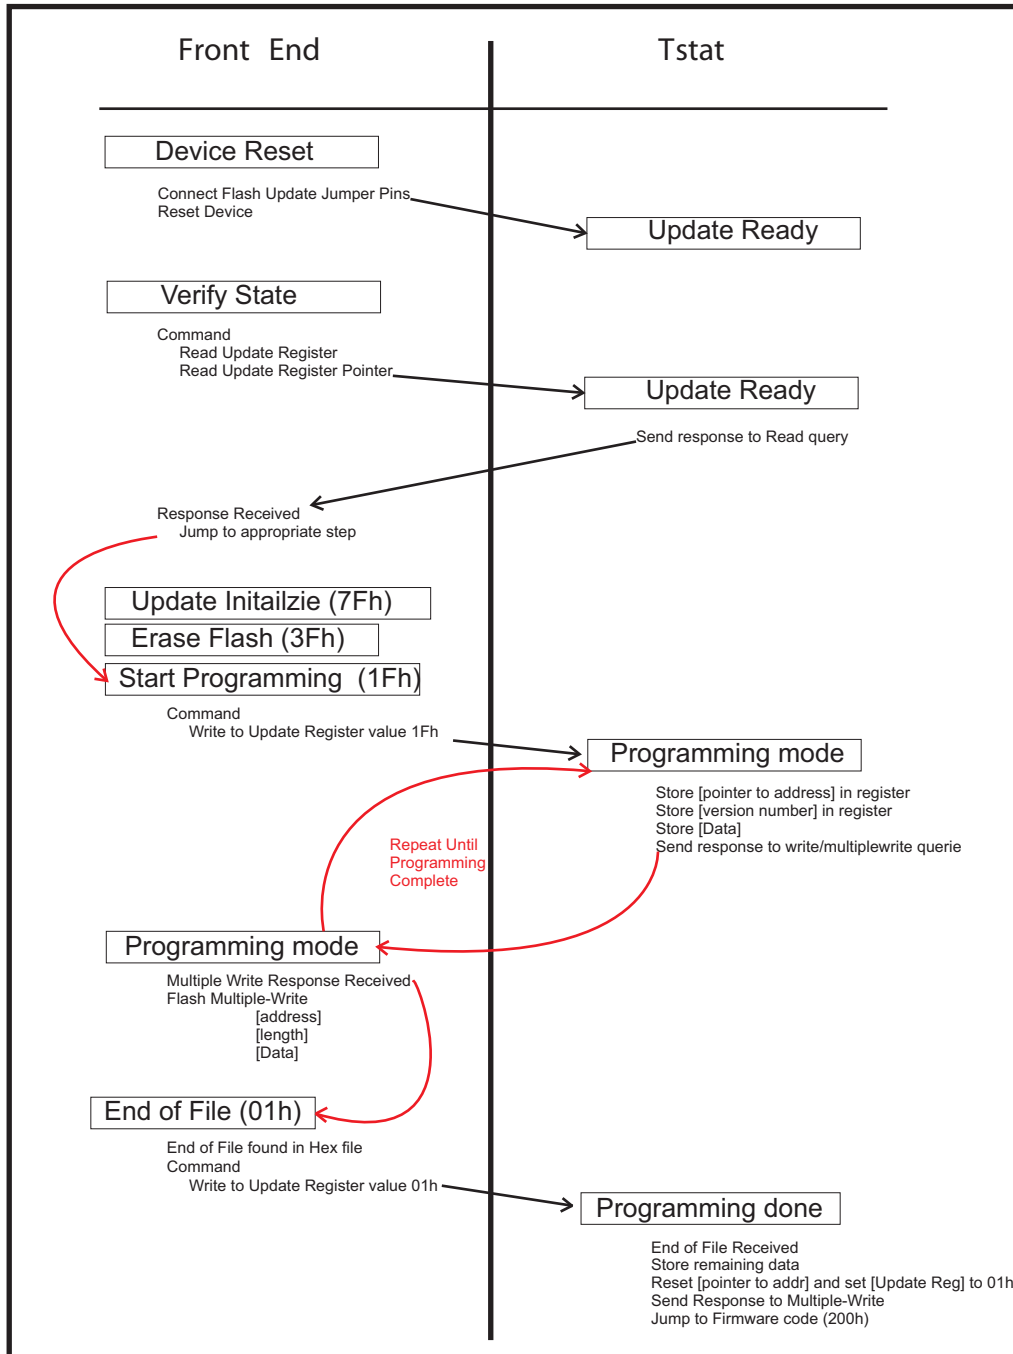 Front End
Tstat
Device Reset
Connect Flash Update Jumper Pins
Reset Device
Update Ready
Verify State
Command
Read Update Register
Read Update Register Pointer
Update Ready
Send response to Read query
Response Received
Jump to appropriate step
Update Initailzie (7Fh)
Erase Flash (3Fh)
Start Programming (1Fh)
Command
Write to Update Register value 1Fh
Programming mode
Store [pointer to address] in register
Store [version number] in register
Store [Data]
Send response to write/multiplewrite querie
Repeat Until
Programming
Complete
Programming mode
Multiple Write Response Received
Flash Multiple-Write
[address]
[length]
[Data]
End of File (01h)
End of File found in Hex file
Command
Write to Update Register value 01h
Programming done
End of File Received
Store remaining data
Reset [pointer to addr] and set [Update Reg] to 01h
Send Response to Multiple-Write
Jump to Firmware code (200h)